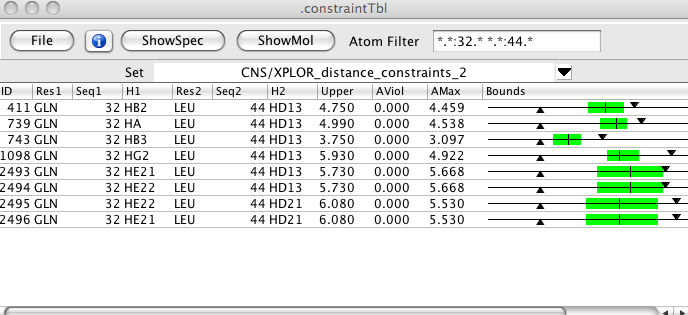 .constraintTbl
File ShowSpec ShowMol Atom Filter *.*:32.* *.*:44.*
Set CNS/XPLOR_distance_constraints_2
ID Res1 Seq1 H1 Res2 Seq2 H2 Upper AViol AMax Bounds
411 GLN 32 HB2 LEU 44 HD13 4.750 0.000 4.459
739 GLN 32 HA LEU 44 HD13 4.990 0.000 4.538
743 GLN 32 HB3 LEU 44 HD13 3.750 0.000 3.097
1098 GLN 32 HG2 LEU 44 HD13 5.930 0.000 4.922
2493 GLN 32 HE21 LEU 44 HD13 5.730 0.000 5.668
2494 GLN 32 HE22 LEU 44 HD13 5.730 0.000 5.668
2495 GLN 32 HE22 LEU 44 HD21 6.080 0.000 5.530
2496 GLN 32 HE21 LEU 44 HD21 6.080 0.000 5.530